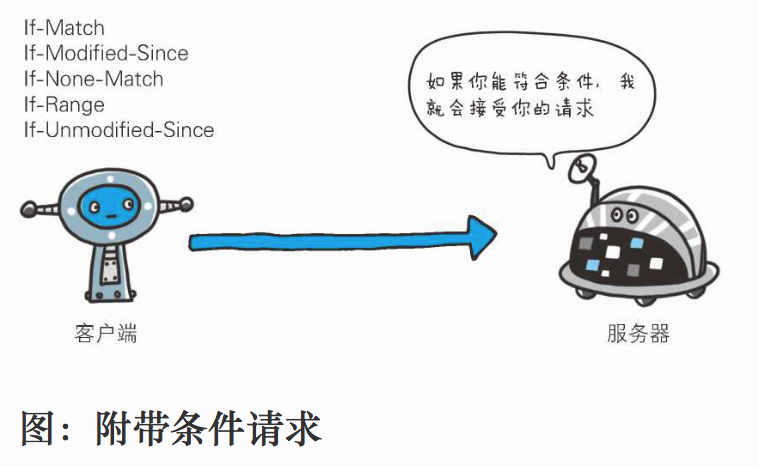 If-Match
If-Modified-Since
If-None-Match
If-Range
If-Unmodified-Since
如果你能符合条件，我
就会接受你的请求
客户端
服务器
图：附带条件请求